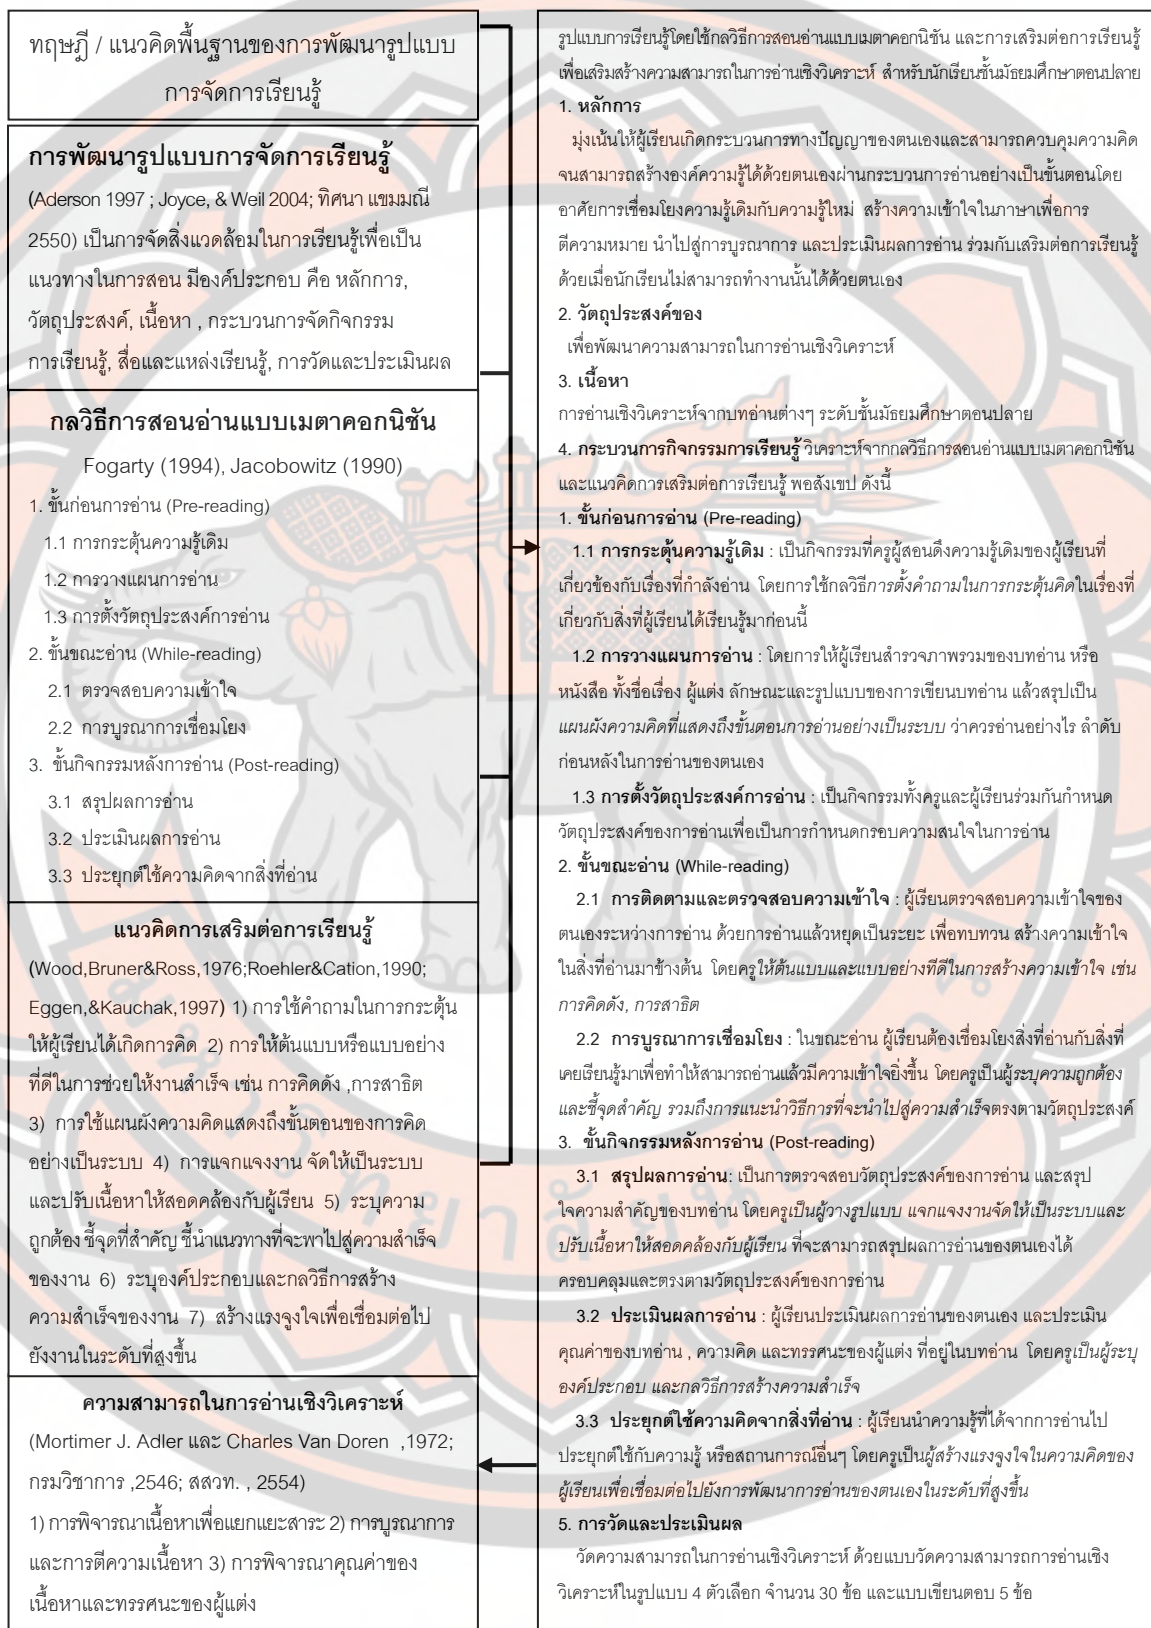 ทฤษฎี / แนวคิดพื้นฐานของการพัฒนารูปแบบ
การจัดการเรียนรู้
การพัฒนารูปแบบการจัดการเรียนรู้
(Aderson 1997 ; Joyce, & Weil 2004; ทิศนา แขมมณี
2550) เป็นการจัดสิ่งแวดล้อมในการเรียนรู้เพื่อเป็น
แนวทางในการสอน มีองค์ประกอบ คือ หลักการ,
วัตถุประสงค์, เนื้อหา , กระบวนการจัดกิจกรรม
การเรียนรู้, สื่อและแหล่งเรียนรู้, การวัดและประเมินผล
กลวิธีการสอนอ่านแบบเมตาคอกนิชัน
Fogarty (1994), Jacobowitz (1990)
1. ขั้นก่อนการอ่าน (Pre-reading)
1.1 การกระตุ้นความรู้เดิม
1.2 การวางแผนการอ่าน
1.3 การตั้งวัตถุประสงค์การอ่าน
2. ขั้นขณะอ่าน (While-reading)
2.1 ตรวจสอบความเข้าใจ
2.2 การบูรณาการเชื่อมโยง
3. ขั้นกิจกรรมหลังการอ่าน (Post-reading)
3.1 สรุปผลการอ่าน
3.2 ประเมินผลการอ่าน
3.3 ประยุกต์ใช้ความคิดจากสิ่งที่อ่าน
แนวคิดการเสริมต่อการเรียนรู้
(Wood,Bruner&Ross,1976;Roehler&Cation,1990;
Eggen,&Kauchak,1997) 1) การใช้คำถามในการกระตุ้น
ให้ผู้เรียนได้เกิดการคิด 2) การให้ต้นแบบหรือแบบอย่าง
ที่ดีในการช่วยให้งานสำเร็จ เช่น การคิดดัง ,การสาธิต
3) การใช้แผนผังความคิดแสดงถึงขั้นตอนของการคิด
อย่างเป็นระบบ 4) การแจกแจงงาน จัดให้เป็นระบบ
และปรับเนื้อหาให้สอดคล้องกับผู้เรียน 5) ระบุความ
ถูกต้อง ชี้จุดที่สำคัญ ชี้นำแนวทางที่จะพาไปสู่ความสำเร็จ
ของงาน 6) ระบุองค์ประกอบและกลวิธีการสร้าง
ความสำเร็จของงาน 7) สร้างแรงจูงใจเพื่อเชื่อมต่อไป
ยังงานในระดับที่สูงขึ้น
ความสามารถในการอ่านเชิงวิเคราะห์
(Mortimer J. Adler และ Charles Van Doren ,1972;
กรมวิชาการ ,2546; สสวท. , 2554)
1) การพิจารณาเนื้อหาเพื่อแยกแยะสาระ 2) การบูรณาการ
และการตีความเนื้อหา 3) การพิจารณาคุณค่าของ
เนื้อหาและทรรศนะของผู้แต่ง
รูปแบบการเรียนรู้โดยใช้กลวิธีการสอนอ่านแบบเมตาคอกนิชัน และการเสริมต่อการเรียนรู้
เพื่อเสริมสร้างความสามารถในการอ่านเชิงวิเคราะห์ สำหรับนักเรียนชั้นมัธยมศึกษาตอนปลาย
1. หลักการ
มุ่งเน้นให้ผู้เรียนเกิดกระบวนการทางปัญญาของตนเองและสามารถควบคุมความคิด
จนสามารถสร้างองค์ความรู้ได้ด้วยตนเองผ่านกระบวนการอ่านอย่างเป็นขั้นตอนโดย
อาศัยการเชื่อมโยงความรู้เดิมกับความรู้ใหม่ สร้างความเข้าใจในภาษาเพื่อการ
ตีความหมาย นำไปสู่การบูรณาการ และประเมินผลการอ่าน ร่วมกับเสริมต่อการเรียนรู้
ด้วยเมื่อนักเรียนไม่สามารถทำงานนั้นได้ด้วยตนเอง
2. วัตถุประสงค์ของ
เพื่อพัฒนาความสามารถในการอ่านเชิงวิเคราะห์
3. เนื้อหา
การอ่านเชิงวิเคราะห์จากบทอ่านต่างๆ ระดับชั้นมัธยมศึกษาตอนปลาย
4. กระบวนการกิจกรรมการเรียนรู้ วิเคราะห์จากกลวิธีการสอนอ่านแบบเมตาคอกนิชัน
และแนวคิดการเสริมต่อการเรียนรู้ พอสังเขป ดังนี้
1. ขั้นก่อนการอ่าน (Pre-reading)
1.1 การกระตุ้นความรู้เดิม : เป็นกิจกรรมที่ครูผู้สอนดึงความรู้เดิมของผู้เรียนที่
เกี่ยวข้องกับเรื่องที่กำลังอ่าน โดยการใช้กลวิธีการตั้งคำถามในการกระตุ้นคิดในเรื่องที่
เกี่ยวกับสิ่งที่ผู้เรียนได้เรียนรู้มาก่อนนี้
1.2 การวางแผนการอ่าน : โดยการให้ผู้เรียนสำรวจภาพรวมของบทอ่าน หรือ
หนังสือ ทั้งชื่อเรื่อง ผู้แต่ง ลักษณะและรูปแบบของการเขียนบทอ่าน แล้วสรุปเป็น
แผนผังความคิดที่แสดงถึงขั้นตอนการอ่านอย่างเป็นระบบ ว่าควรอ่านอย่างไร ลำดับ
ก่อนหลังในการอ่านของตนเอง
1.3 การตั้งวัตถุประสงค์การอ่าน : เป็นกิจกรรมทั้งครูและผู้เรียนร่วมกันกำหนด
วัตถุประสงค์ของการอ่านเพื่อเป็นการกำหนดกรอบความสนใจในการอ่าน
2. ขั้นขณะอ่าน (While-reading)
2.1 การติดตามและตรวจสอบความเข้าใจ : ผู้เรียนตรวจสอบความเข้าใจของ
ตนเองระหว่างการอ่าน ด้วยการอ่านแล้วหยุดเป็นระยะ เพื่อทบทวน สร้างความเข้าใจ
ในสิ่งที่อ่านมาข้างต้น โดยครูให้ต้นแบบและแบบอย่างทีดีในการสร้างความเข้าใจ เช่น
การคิดดัง, การสาธิต
2.2 การบูรณาการเชื่อมโยง : ในขณะอ่าน ผู้เรียนต้องเชื่อมโยงสิ่งที่อ่านกับสิ่งที่
เคยเรียนรู้มาเพื่อทำให้สามารถอ่านแล้วมีความเข้าใจยิ่งขึ้น โดยครูเป็นผู้ระบุความถูกต้อง
และชี้จุดสำคัญ รวมถึงการแนะนำวิธีการที่จะนำไปสู่ความสำเร็จตรงตามวัตถุประสงค์
3. ขั้นกิจกรรมหลังการอ่าน (Post-reading)
3.1 สรุปผลการอ่าน: เป็นการตรวจสอบวัตถุประสงค์ของการอ่าน และสรุป
ใจความสำคัญของบทอ่าน โดยครูเป็นผู้วางรูปแบบ แจกแจงงานจัดให้เป็นระบบและ
ปรับเนื้อหาให้สอดคล้องกับผู้เรียน ที่จะสามารถสรุปผลการอ่านของตนเองได้
ครอบคลุมและตรงตามวัตถุประสงค์ของการอ่าน
3.2 ประเมินผลการอ่าน : ผู้เรียนประเมินผลการอ่านของตนเอง และประเมิน
คุณค่าของบทอ่าน , ความคิด และทรรศนะของผู้แต่ง ที่อยู่ในบทอ่าน โดยครูเป็นผู้ระบุ
องค์ประกอบ และกลวิธีการสร้างความสำเร็จ
3.3 ประยุกต์ใช้ความคิดจากสิ่งที่อ่าน : ผู้เรียนนำความรู้ที่ได้จากการอ่านไป
ประยุกต์ใช้กับความรู้ หรือสถานการณ์อื่นๆ โดยครูเป็นผู้สร้างแรงจูงใจในความคิดของ
ผู้เรียนเพื่อเชื่อมต่อไปยังการพัฒนาการอ่านของตนเองในระดับที่สูงขึ้น
5. การวัดและประเมินผล
วัดความสามารถในการอ่านเชิงวิเคราะห์ ด้วยแบบวัดความสามารถการอ่านเชิง
วิเคราะห์ในรูปแบบ 4 ตัวเลือก จำนวน 30 ข้อ และแบบเขียนตอบ 5 ข้อ